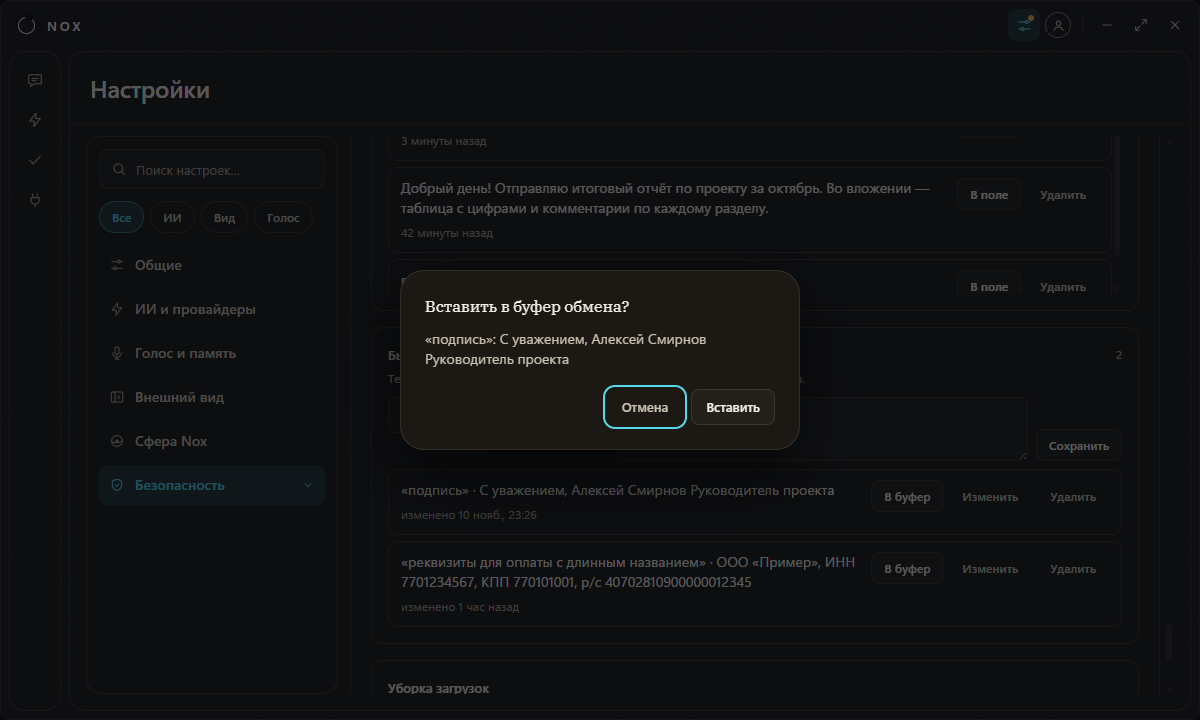 NOX
Настройки
Поиск настроек...
Все
ИИ
Вид
Голос
Общие
ИИ и провайдеры
Голос и память
Внешний вид
Сфера Nox
Безопасность
3 минуты назад
Добрый день! Отправляю итоговый отчёт по проекту за октябрь. Во вложении —
таблица с цифрами и комментарии по каждому разделу.
42 минуты назад
В поле
Удалить
В поле
Удалить
Вставить в буфер обмена?
«подпись»: С уважением, Алексей Смирнов
Руководитель проекта
Отмена
Вставить
2
Сохранить
«подпись» · С уважением, Алексей Смирнов Руководитель проекта
изменено 10 нояб., 23:26
В буфер
Изменить
Удалить
«реквизиты для оплаты с длинным названием» · ООО «Пример», ИНН
7701234567, КПП 770101001, р/с 40702810900000012345
изменено 1 час назад
В буфер
Изменить
Удалить
Уборка загрузок